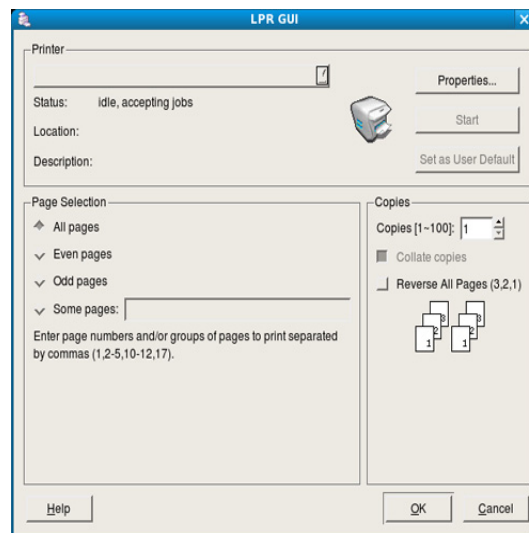 LPR GUI
Printer
Properties...
Status: idle, accepting jobs
Start
Location:
Description:
Set as User Default
Page Selection
All pages
Even pages
Odd pages
Some pages:
Enter page numbers and/or groups of pages to print separated
by commas (1,2-5,10-12,17).
Copies
Copies [1~100]: 1
Collate copies
Reverse All Pages (3,2,1)
3 3
2 2
1 1
Help
OK
Cancel